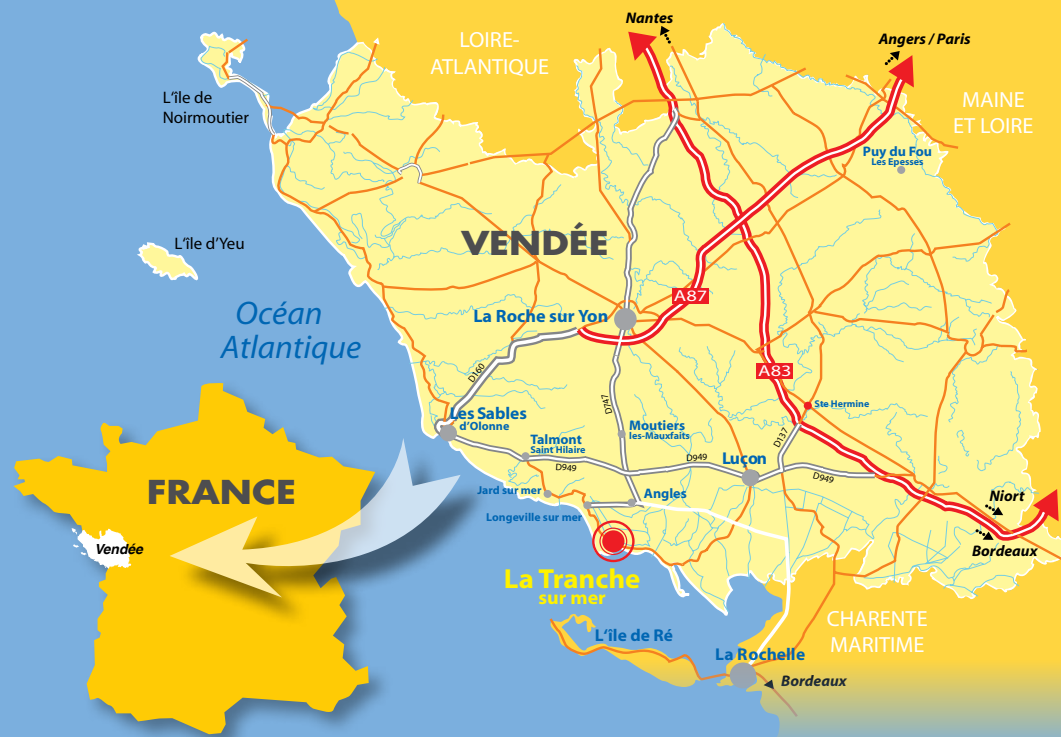 Nantes
LOIRE-
ATLANTIQUE
Angers / Paris
L'île de
Noirmoutier
MAINE
ET LOIRE
Puy du Fou
Les Epesses
L'île d'Yeu
VENDÉE
A87
Océan
Atlantique
La Roche sur Yon
A83
D160
D747
Ste Hermine
Les Sables
d'Olonne
Moutiers
les-Mauxfaits
Talmont
Saint Hilaire
D137
D949
D949
Luçon
D949
FRANCE
Jard sur mer
Angles
Niort
Longeville sur mer
Vendée
Bordeaux
La Tranche
sur mer
CHARENTE
MARITIME
L'île de Ré
La Rochelle
Bordeaux